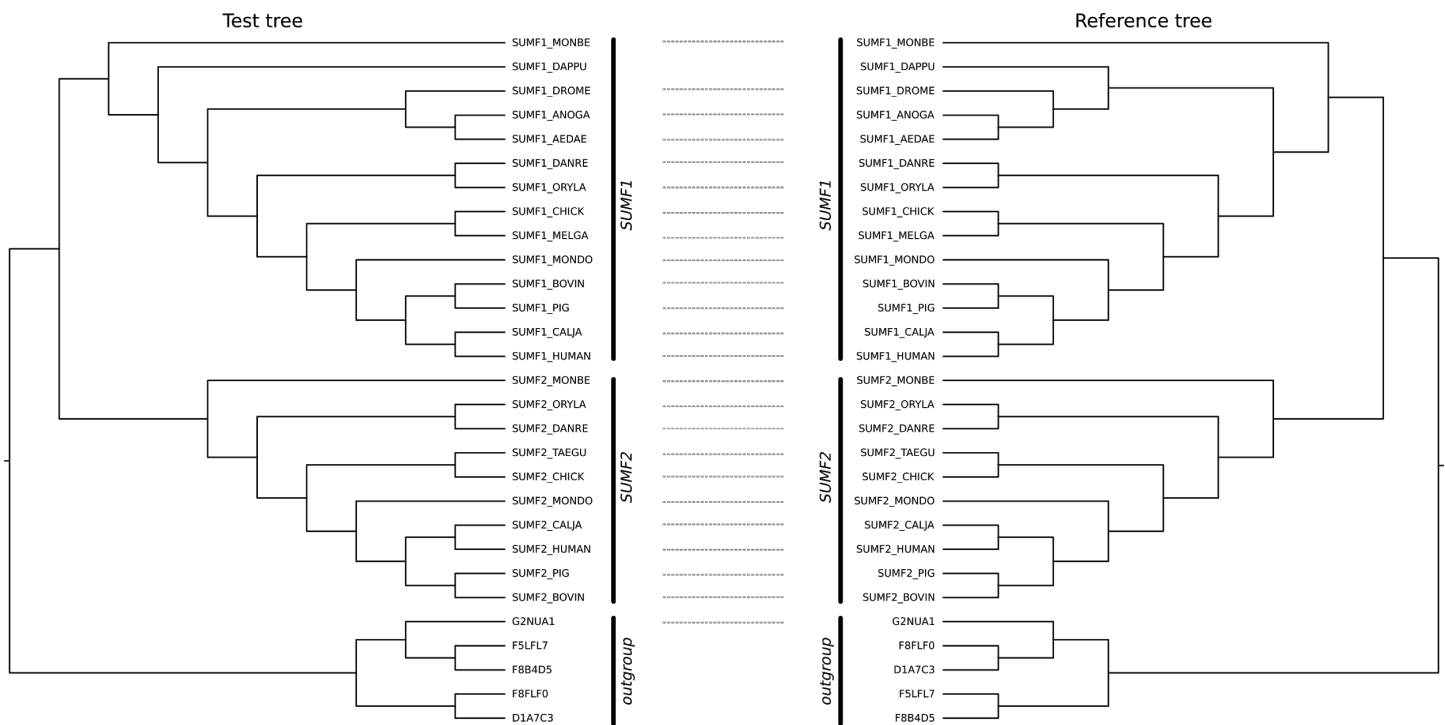 Test tree
Reference tree
SUMF1_MONBE
SUMF1_DAPPU
SUMF1_DROME
SUMF1_ANOGA
SUMF1_AEDAE
SUMF1_DANRE
SUMF1_ORYLA
SUMF1_CHICK
SUMF1_MELGA
SUMF1_MONDO
SUMF1_BOVIN
SUMF1_PIG
SUMF1_CALJA
SUMF1_HUMAN
SUMF2_MONBE
SUMF2_ORYLA
SUMF2_DANRE
SUMF2_TAEGU
SUMF2_CHICK
SUMF2_MONDO
SUMF2_CALJA
SUMF2_HUMAN
SUMF2_PIG
SUMF2_BOVIN
G2NUA1
F5LFL7
F8B4D5
F8FLF0
D1A7C3
SUMF1
SUMF2
outgroup
SUMF1
SUMF2
outgroup
SUMF1_MONBE
SUMF1_DAPPU
SUMF1_DROME
SUMF1_ANOGA
SUMF1_AEDAE
SUMF1_DANRE
SUMF1_ORYLA
SUMF1_CHICK
SUMF1_MELGA
SUMF1_MONDO
SUMF1_BOVIN
SUMF1_PIG
SUMF1_CALJA
SUMF1_HUMAN
SUMF2_MONBE
SUMF2_ORYLA
SUMF2_DANRE
SUMF2_TAEGU
SUMF2_CHICK
SUMF2_MONDO
SUMF2_CALJA
SUMF2_HUMAN
SUMF2_PIG
SUMF2_BOVIN
G2NUA1
F8FLF0
D1A7C3
F5LFL7
F8B4D5